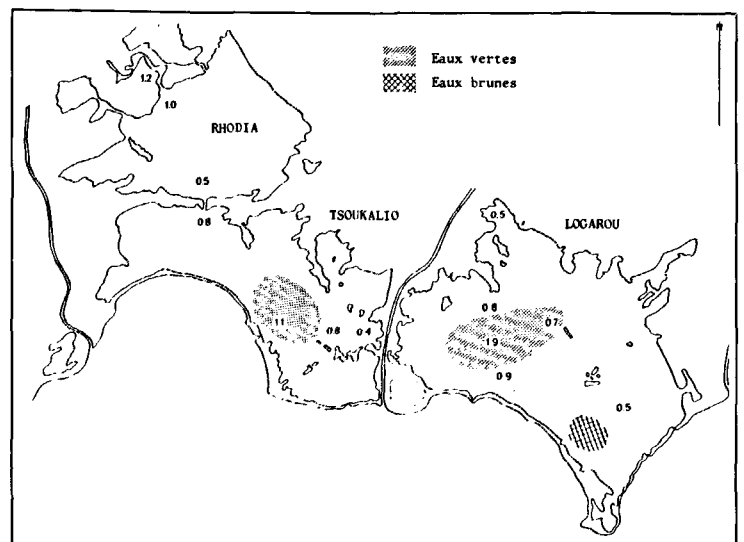 Eaux vertes
Eaux brunes
1.2
1.0
RHODIA
0.5
0.8
TSOUKALIO
0.5
LOGAROU
1.1
0.8 0.4
0.8
0.7
1.9
0.9
0.5